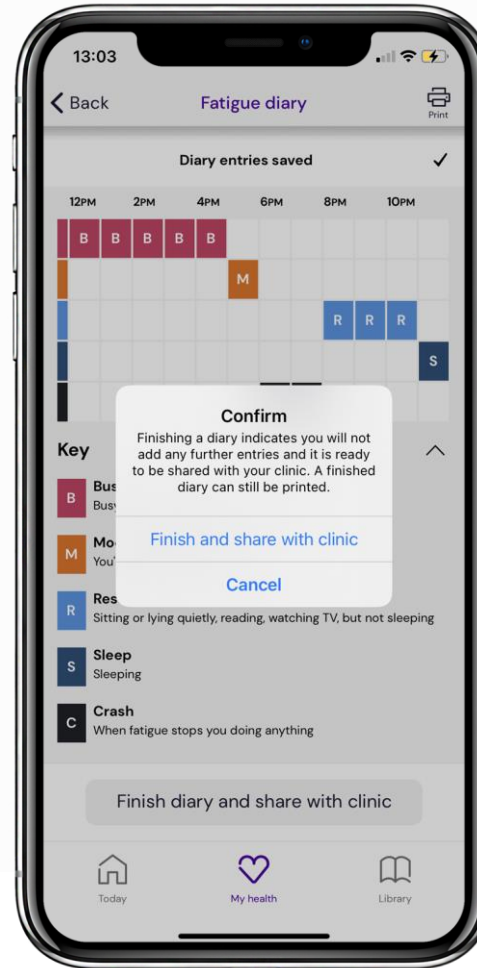 13:03
Back
Fatigue diary
Print
Diary entries saved
12PM 2PM 4PM 6PM 8PM 10PM
B B B B B
M
R R R
S
Confirm
Finishing a diary indicates you will not
add any further entries and it is ready
to be shared with your clinic. A finished
diary can still be printed.
Finish and share with clinic
Cancel
Key
B
M
You'
R
Sitting or lying quietly, reading, watching TV, but not sleeping
S
Sleep
Sleeping
C
Crash
When fatigue stops you doing anything
Finish diary and share with clinic
Today
My health
Library